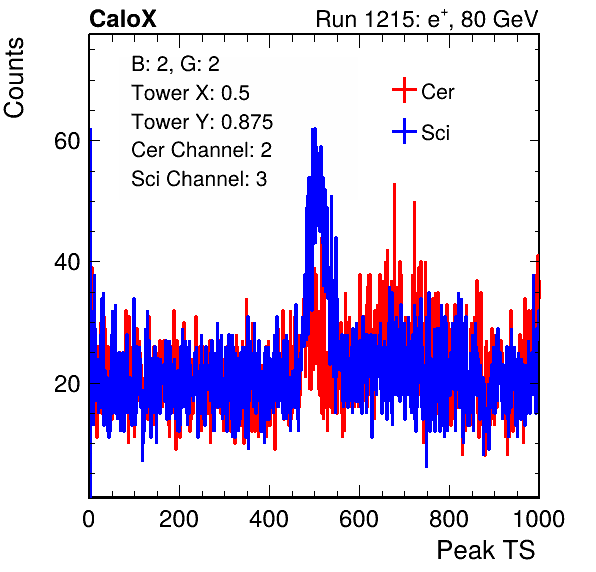 CaloX
Run 1215: e+, 80 GeV
Counts
B: 2, G: 2
Tower X: 0.5
Tower Y: 0.875
Cer Channel: 2
Sci Channel: 3
Cer
Sci
60
40
20
0
200
400
600
800
1000
Peak TS